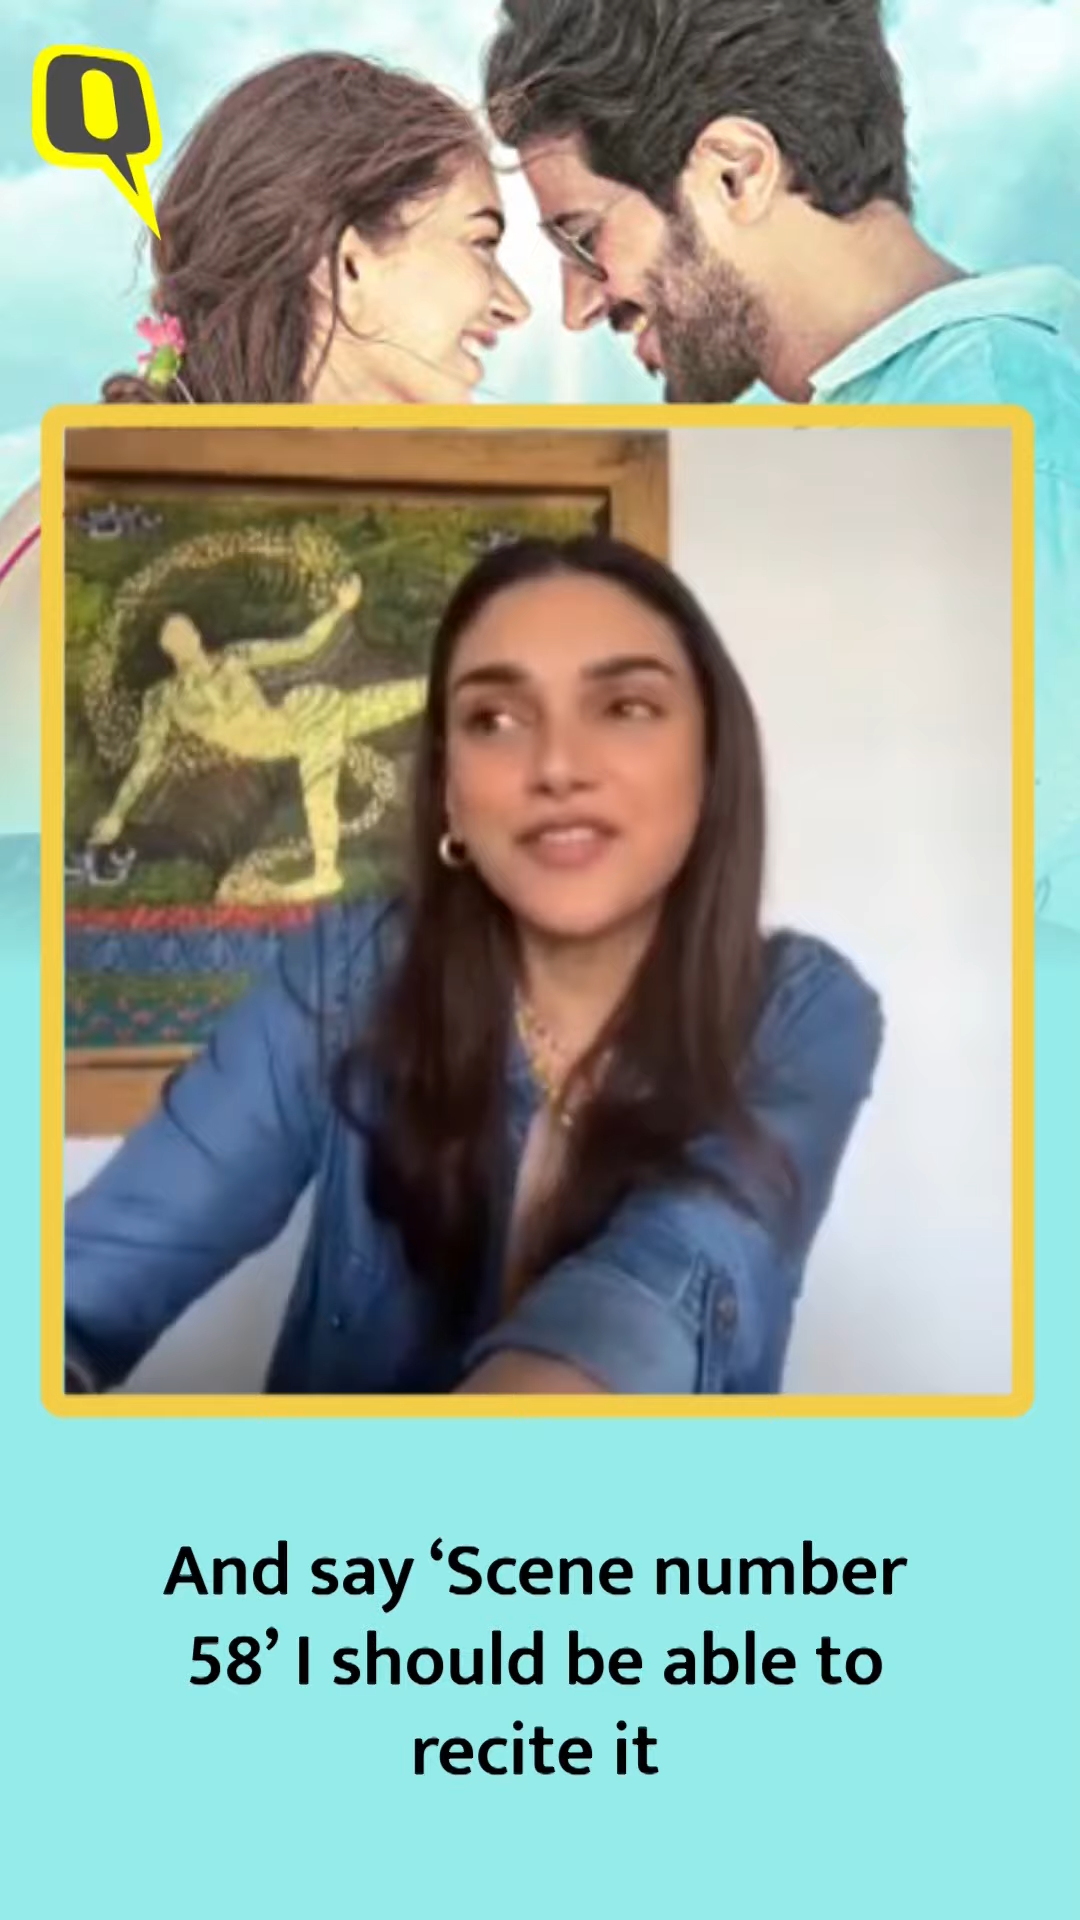 Q
And say ‘Scene number
58’ I should be able to
recite it